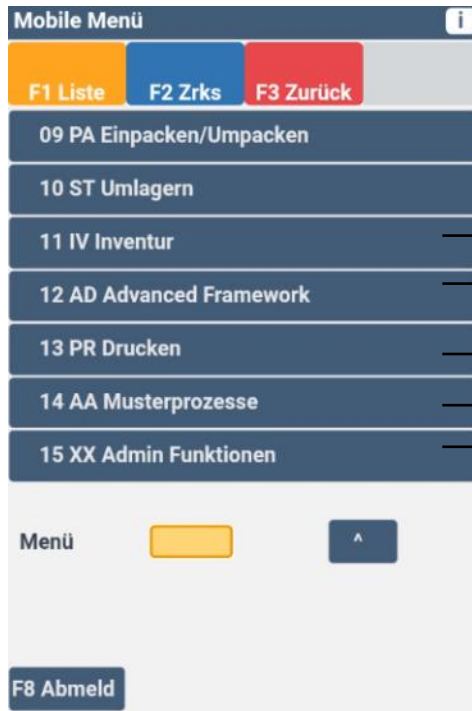 Mobile Menü i
F1 Liste F2 Zrks F3 Zurück
09 PA Einpacken/Umpacken
10 ST Umlagern
11 IV Inventur
12 AD Advanced Framework
13 PR Drucken
14 AA Musterprozesse
15 XX Admin Funktionen
Menü ^
F8 Abmeld